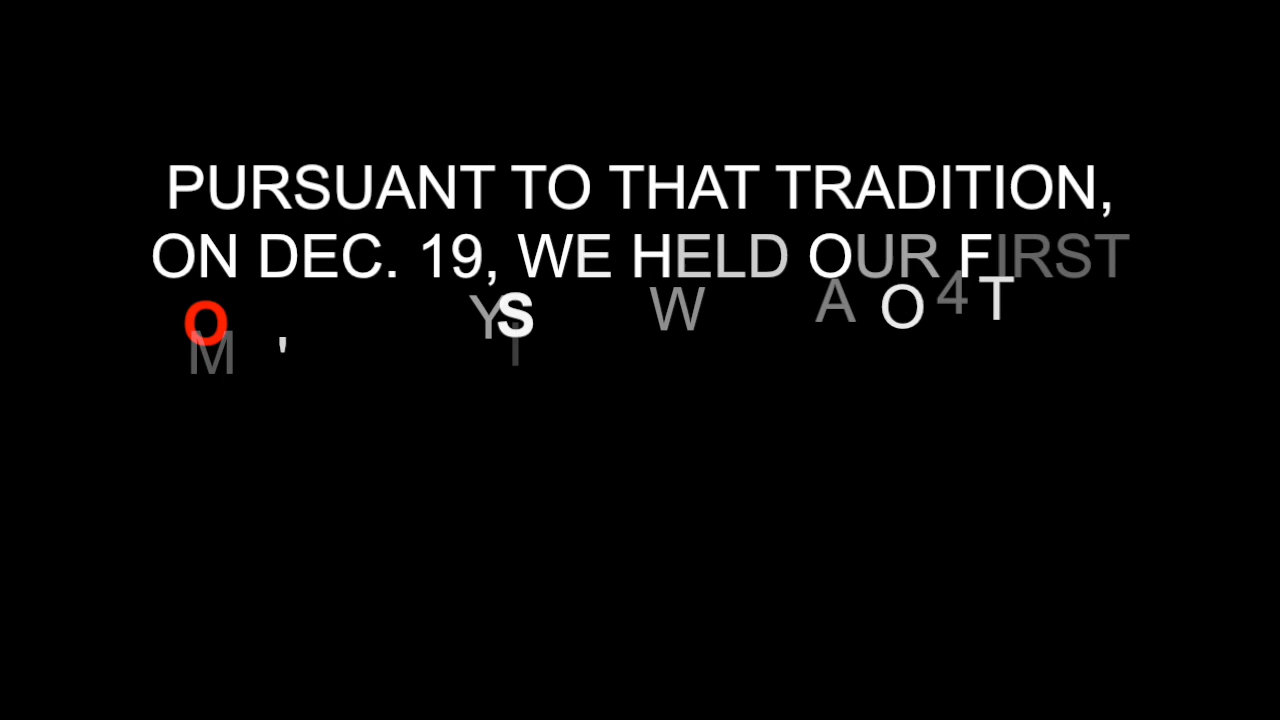 PURSUANT TO THAT TRADITION,
ON DEC. 19, WE HELD OUR FIRST